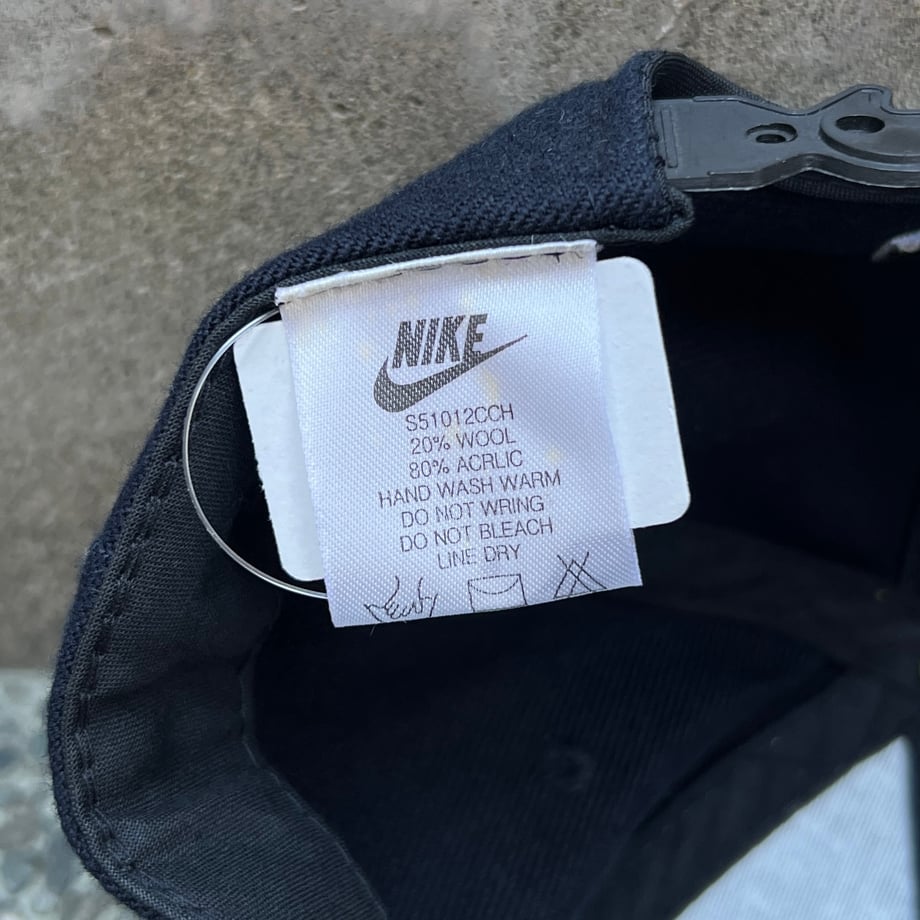 NIKE
S51012CCH
20% WOOL
80% ACRLIC
HAND WASH WARM
DO NOT WRING
DO NOT BLEACH
LINE DRY